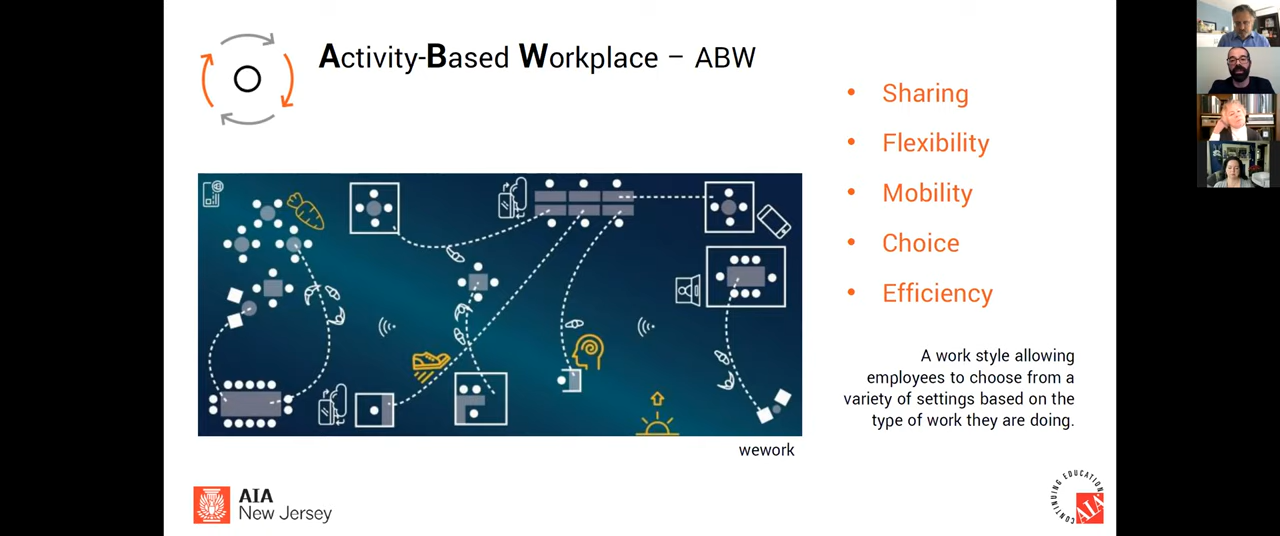 Activity-Based Workplace – ABW
• Sharing
• Flexibility
• Mobility
• Choice
• Efficiency
A work style allowing
employees to choose from a
variety of settings based on the
type of work they are doing.
wework
AIA
New Jersey
CONTINUING EDUCATION
AIA